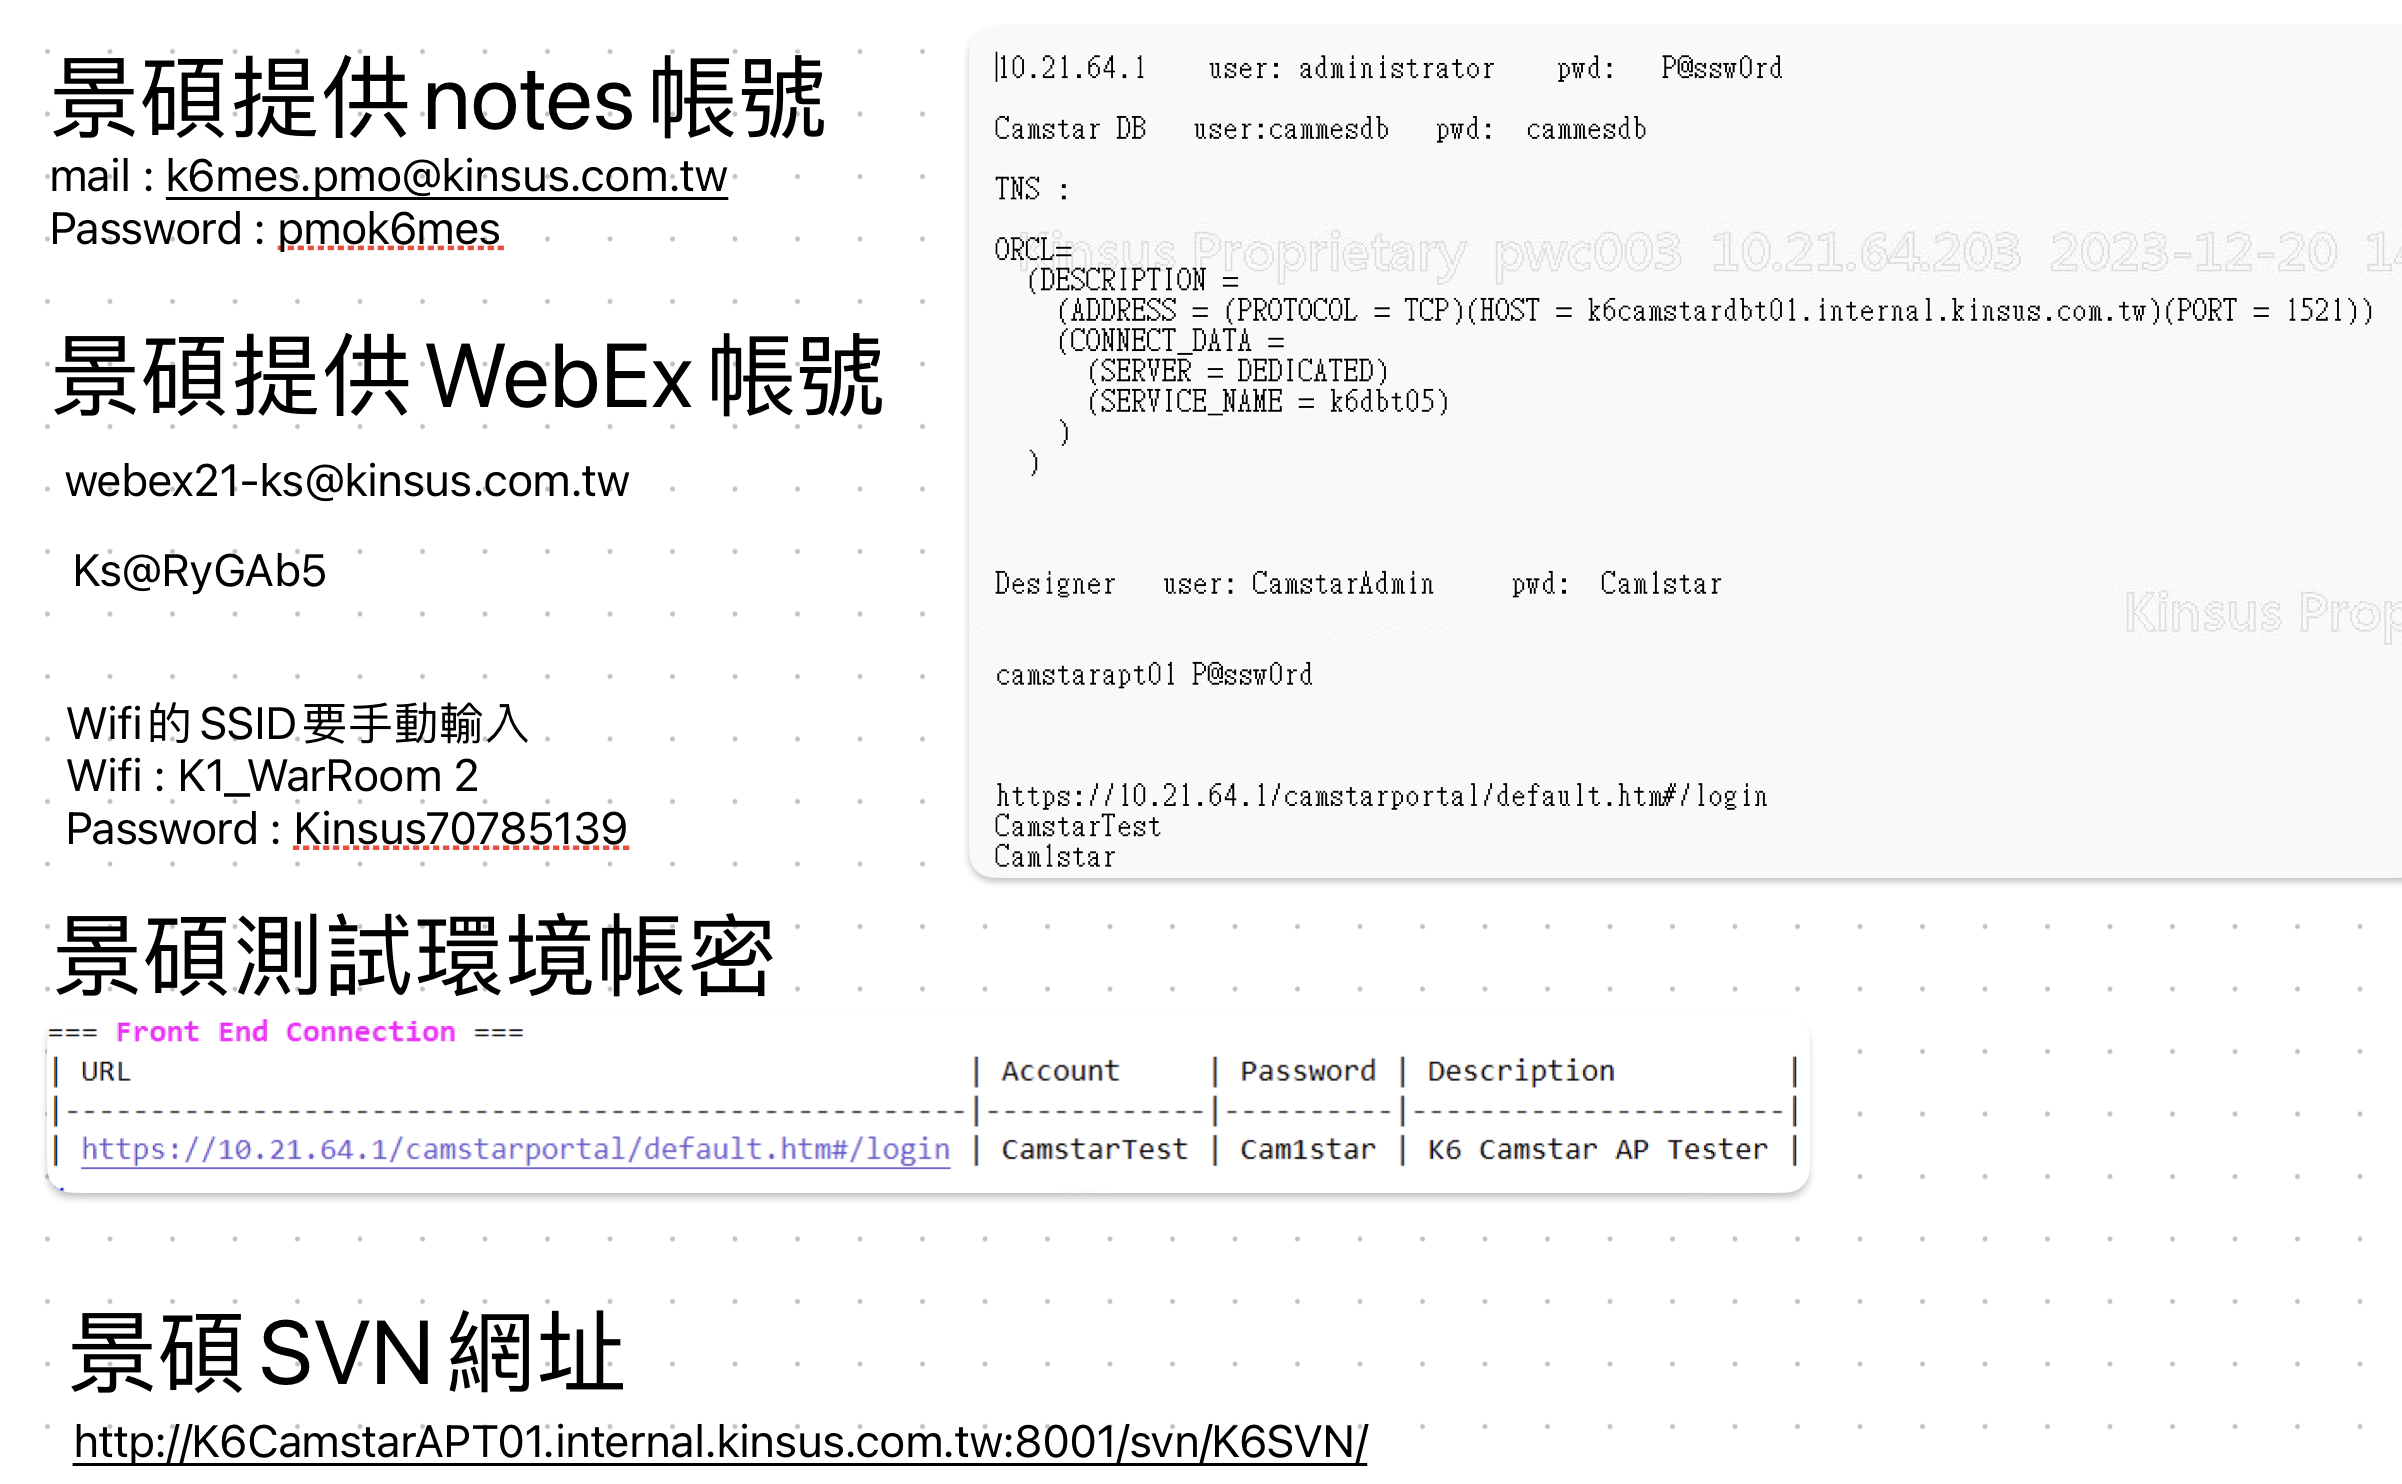 景碩提供notes帳號
mail : k6mes.pmo@kinsus.com.tw
Password : pmok6mes
景碩提供WebEx帳號
webex21-ks@kinsus.com.tw
Ks@RyGAb5
Wifi的SSID要手動輸入
Wifi : K1_WarRoom 2
Password : Kinsus70785139
10.21.64.1 user: administrator pwd: P@ssw0rd
Camstar DB user:cammesdb pwd: cammesdb
TNS :
Kinsus Proprietary pwc003 10.21.64.203 2023-12-20
ORCL=
(DESCRIPTION =
(ADDRESS = (PROTOCOL = TCP)(HOST = k6camstardbt01.internal.kinsus.com.tw)(PORT = 1521))
(CONNECT_DATA =
(SERVER = DEDICATED)
(SERVICE_NAME = k6dbt05)
)
)
Designer user: CamstarAdmin pwd: Cam1star
Kinsus Prop
camstarapt01 P@ssw0rd
https://10.21.64.1/camstarportal/default.htm#/login
CamstarTest
Cam1star
景碩測試環境帳密
=== Front End Connection ===
| URL | Account | Password | Description |
|-----------------------------------------------------|-------------|----------|----------------------|
| https://10.21.64.1/camstarportal/default.htm#/login | CamstarTest | Cam1star | K6 Camstar AP Tester |
景碩SVN網址
http://K6CamstarAPT01.internal.kinsus.com.tw:8001/svn/K6SVN/